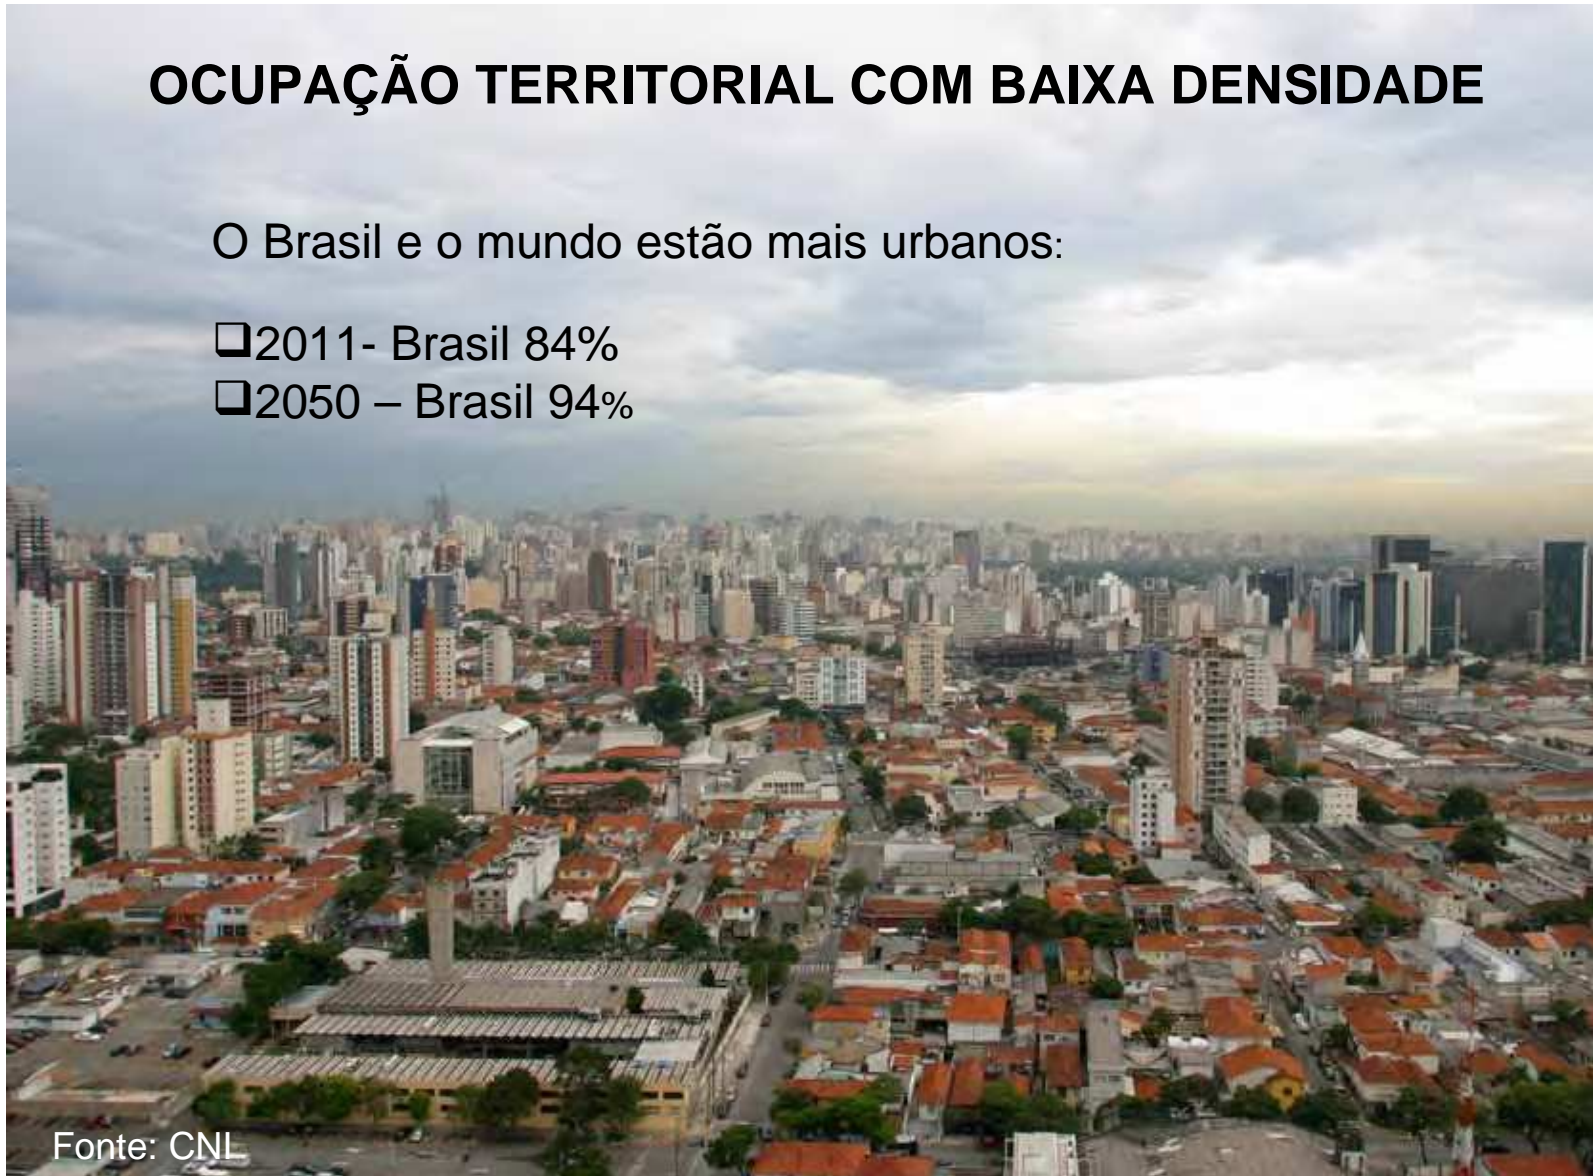 OCUPAÇÃO TERRITORIAL COM BAIXA DENSIDADE
O Brasil e o mundo estão mais urbanos:
❑2011- Brasil 84%
❑2050 – Brasil 94%
Fonte: CNL